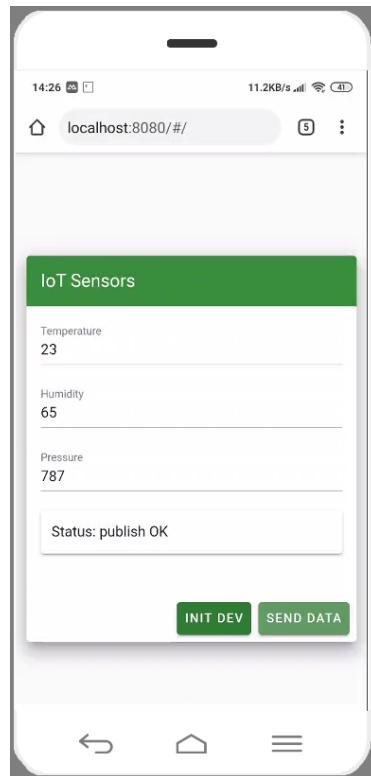 14:26 11.2KB/s 41
localhost:8080/#/ 5
IoT Sensors
Temperature
23
Humidity
65
Pressure
787
Status: publish OK
INIT DEV SEND DATA